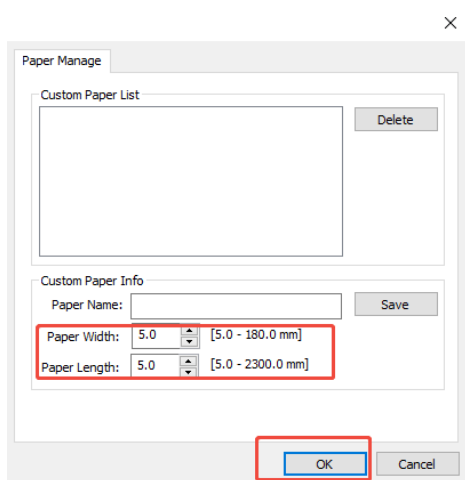 Paper Manage
Custom Paper List
Delete
Custom Paper Info
Paper Name:
Save
Paper Width: 5.0 [5.0 - 180.0 mm]
Paper Length: 5.0 [5.0 - 2300.0 mm]
OK Cancel